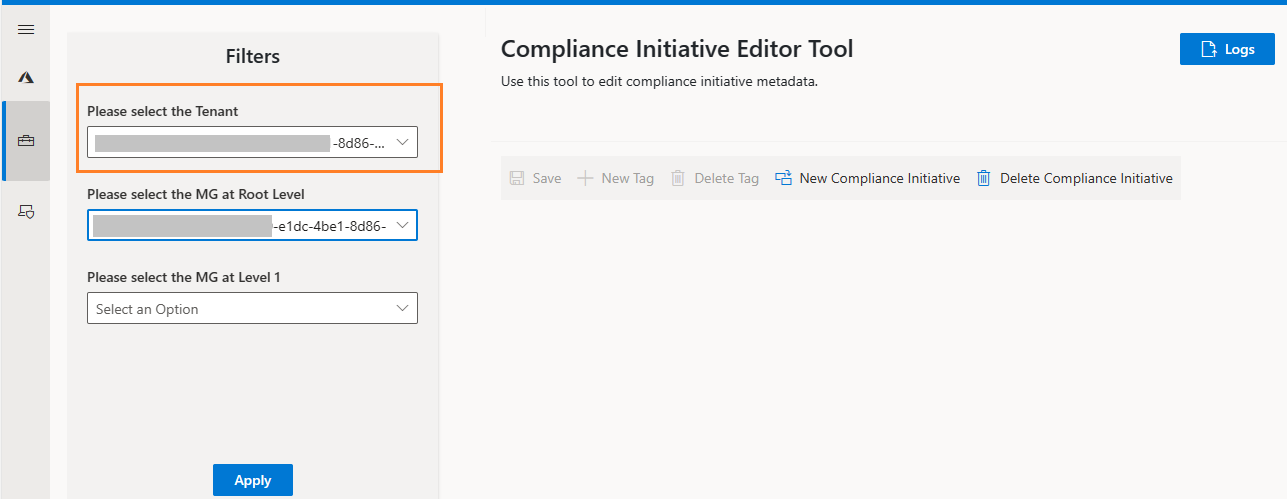 Filters
Please select the Tenant
-8d86-...
Please select the MG at Root Level
-e1dc-4be1-8d86-
Please select the MG at Level 1
Select an Option
Apply
Compliance Initiative Editor Tool
Logs
Use this tool to edit compliance initiative metadata.
Save New Tag Delete Tag New Compliance Initiative Delete Compliance Initiative